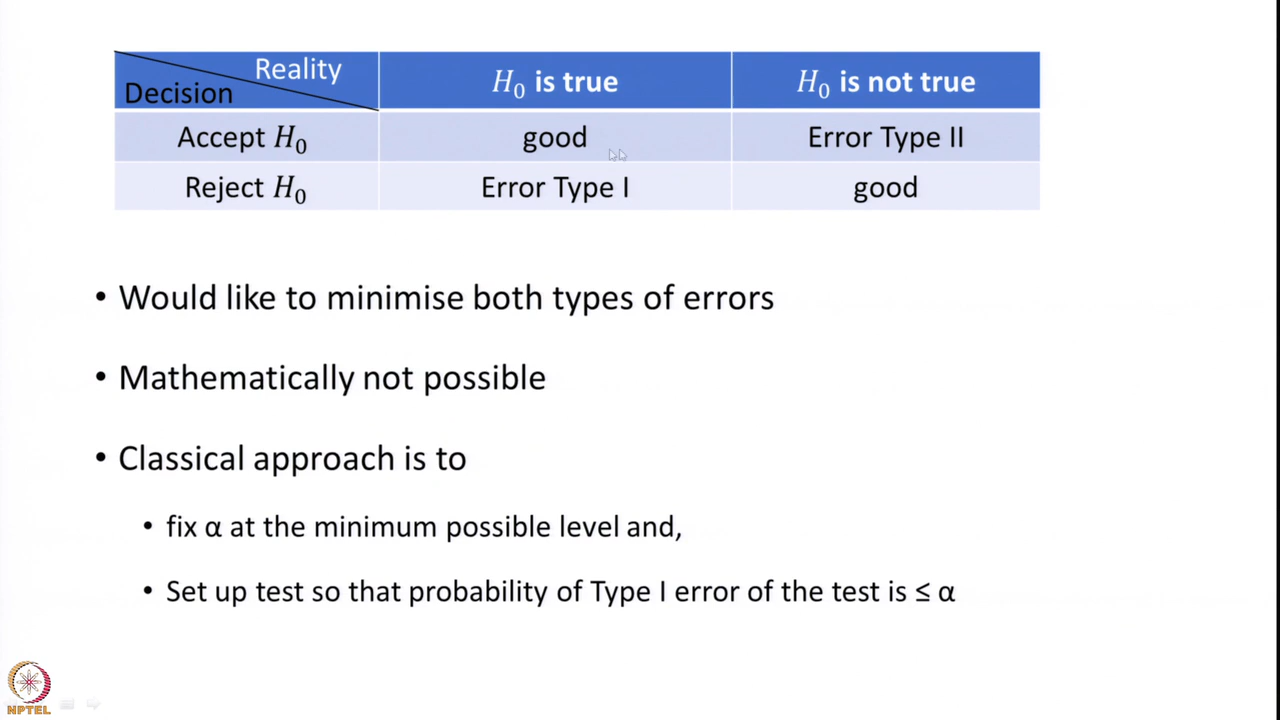 Reality
Decision
H₀ is true
H₀ is not true
Accept H₀
good
Error Type II
Reject H₀
Error Type I
good
• Would like to minimise both types of errors
• Mathematically not possible
• Classical approach is to
• fix α at the minimum possible level and,
• Set up test so that probability of Type I error of the test is ≤ α
NPTEL